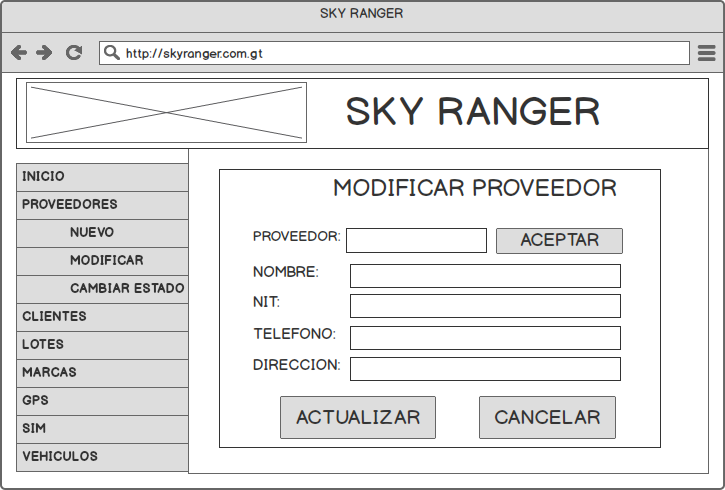 SKY RANGER
http://skyranger.com.gt
SKY RANGER
INICIO
PROVEEDORES
NUEVO
MODIFICAR
CAMBIAR ESTADO
CLIENTES
LOTES
MARCAS
GPS
SIM
VEHICULOS
MODIFICAR PROVEEDOR
PROVEEDOR: ACEPTAR
NOMBRE:
NIT:
TELEFONO:
DIRECCION:
ACTUALIZAR CANCELAR